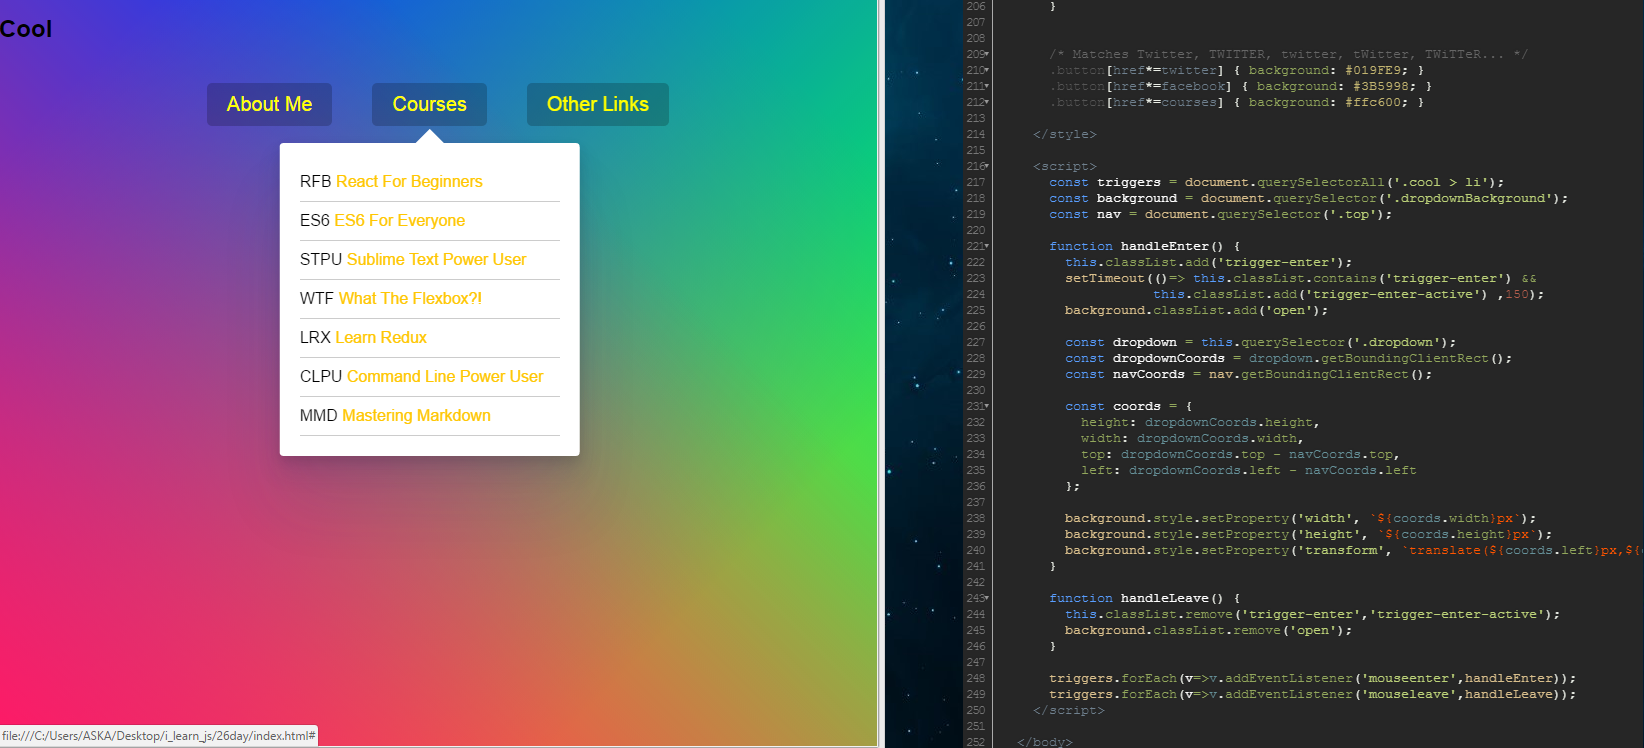 Cool
About Me
Courses
Other Links
RFB React For Beginners
ES6 ES6 For Everyone
STPU Sublime Text Power User
WTF What The Flexbox?!
LRX Learn Redux
CLPU Command Line Power User
MMD Mastering Markdown
file:///C:/Users/ASKA/Desktop/i_learn_js/26day/index.html#
206 }
207
208
209 /* Matches Twitter, TWITTER, twitter, tWitter, TWiTTeR... */
210 .button[href*=twitter] { background: #019FE9; }
211 .button[href*=facebook] { background: #3B5998; }
212 .button[href*=courses] { background: #ffc600; }
213
214 </style>
215
216 <script>
217 const triggers = document.querySelectorAll('.cool > li');
218 const background = document.querySelector('.dropdownBackground');
219 const nav = document.querySelector('.top');
220
221 function handleEnter() {
222 this.classList.add('trigger-enter');
223 setTimeout(()=> this.classList.contains('trigger-enter') &&
224 this.classList.add('trigger-enter-active') ,150);
225 background.classList.add('open');
226
227 const dropdown = this.querySelector('.dropdown');
228 const dropdownCoords = dropdown.getBoundingClientRect();
229 const navCoords = nav.getBoundingClientRect();
230
231 const coords = {
232 height: dropdownCoords.height,
233 width: dropdownCoords.width,
234 top: dropdownCoords.top - navCoords.top,
235 left: dropdownCoords.left - navCoords.left
236 };
237
238 background.style.setProperty('width', `${coords.width}px`);
239 background.style.setProperty('height', `${coords.height}px`);
240 background.style.setProperty('transform', `translate(${coords.left}px,${
241 }
242
243 function handleLeave() {
244 this.classList.remove('trigger-enter','trigger-enter-active');
245 background.classList.remove('open');
246 }
247
248 triggers.forEach(v=>v.addEventListener('mouseenter',handleEnter));
249 triggers.forEach(v=>v.addEventListener('mouseleave',handleLeave));
250 </script>
251
252 </body>